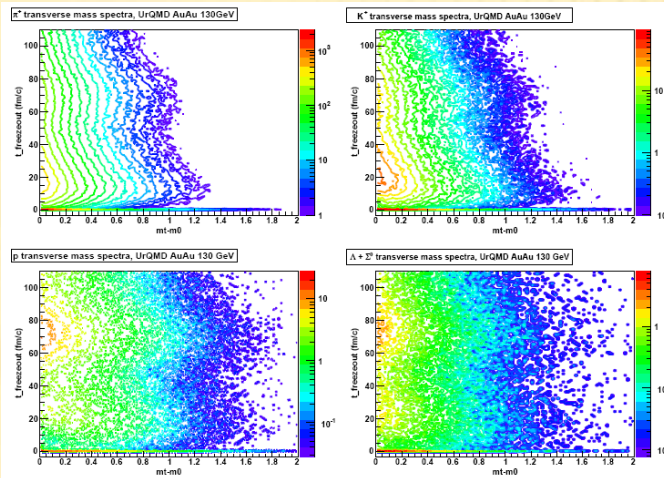 π⁺ transverse mass spectra, UrQMD AuAu 130GeV
t_freezeout (fm/c)
100
80
60
40
20
0
0 0.2 0.4 0.6 0.8 1 1.2 1.4 1.6 1.8 2
mt-m0
10³
10²
10
1
K⁺ transverse mass spectra, UrQMD AuAu 130GeV
t_freezeout (fm/c)
100
80
60
40
20
0
0 0.2 0.4 0.6 0.8 1 1.2 1.4 1.6 1.8 2
mt-m0
10
1
10
p transverse mass spectra, UrQMD AuAu 130 GeV
t_freezeout (fm/c)
100
80
60
40
20
0
0 0.2 0.4 0.6 0.8 1 1.2 1.4 1.6 1.8 2
mt-m0
10
1
10⁻¹
Λ + Σ⁰ transverse mass spectra, UrQMD AuAu 130 GeV
t_freezeout (fm/c)
100
80
60
40
20
0
0 0.2 0.4 0.6 0.8 1 1.2 1.4 1.6 1.8 2
mt-m0
1
10